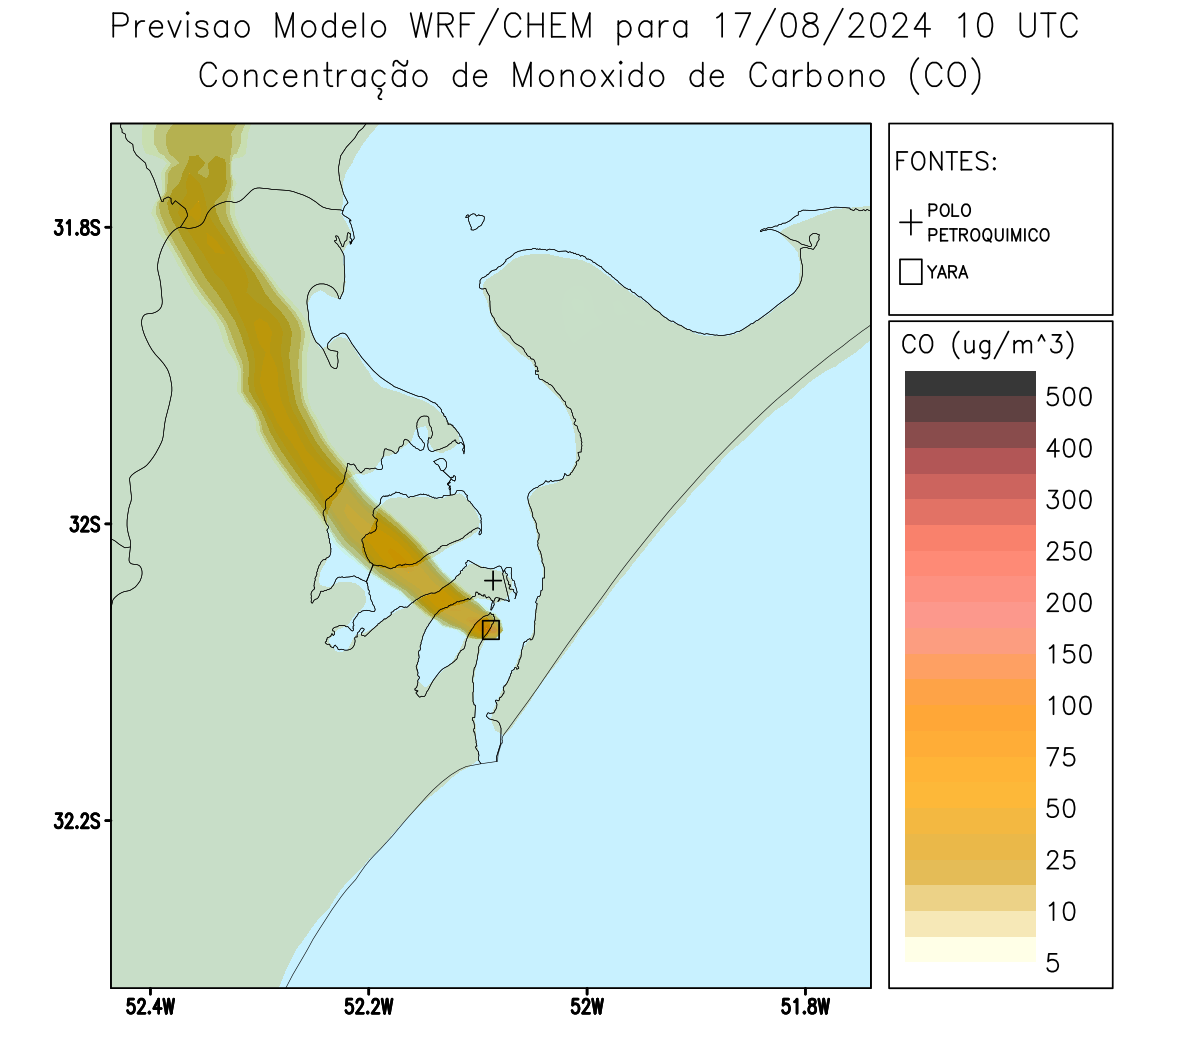 Previsao Modelo WRF/CHEM para 17/08/2024 10 UTC
Concentração de Monoxido de Carbono (CO)
FONTES:
POLO
PETROQUIMICO
YARA
CO (ug/m^3)
500
400
300
250
200
150
100
75
50
25
10
5
31.8S
32S
32.2S
52.4W
52.2W
52W
51.8W